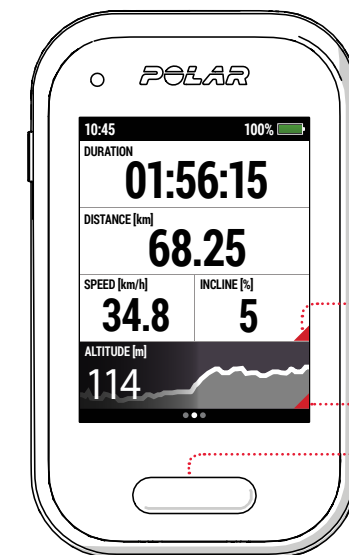 POLAR
10:45 100%
DURATION
01:56:15
DISTANCE [km]
68.25
SPEED [km/h] INCLINE [%]
34.8 5
ALTITUDE [m]
114